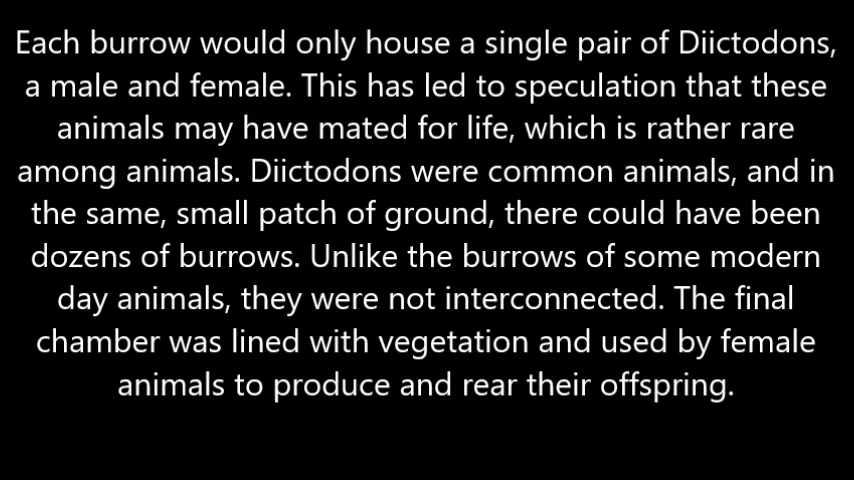 Each burrow would only house a single pair of Diictodons,
a male and female. This has led to speculation that these
animals may have mated for life, which is rather rare
among animals. Diictodons were common animals, and in
the same, small patch of ground, there could have been
dozens of burrows. Unlike the burrows of some modern
day animals, they were not interconnected. The final
chamber was lined with vegetation and used by female
animals to produce and rear their offspring.